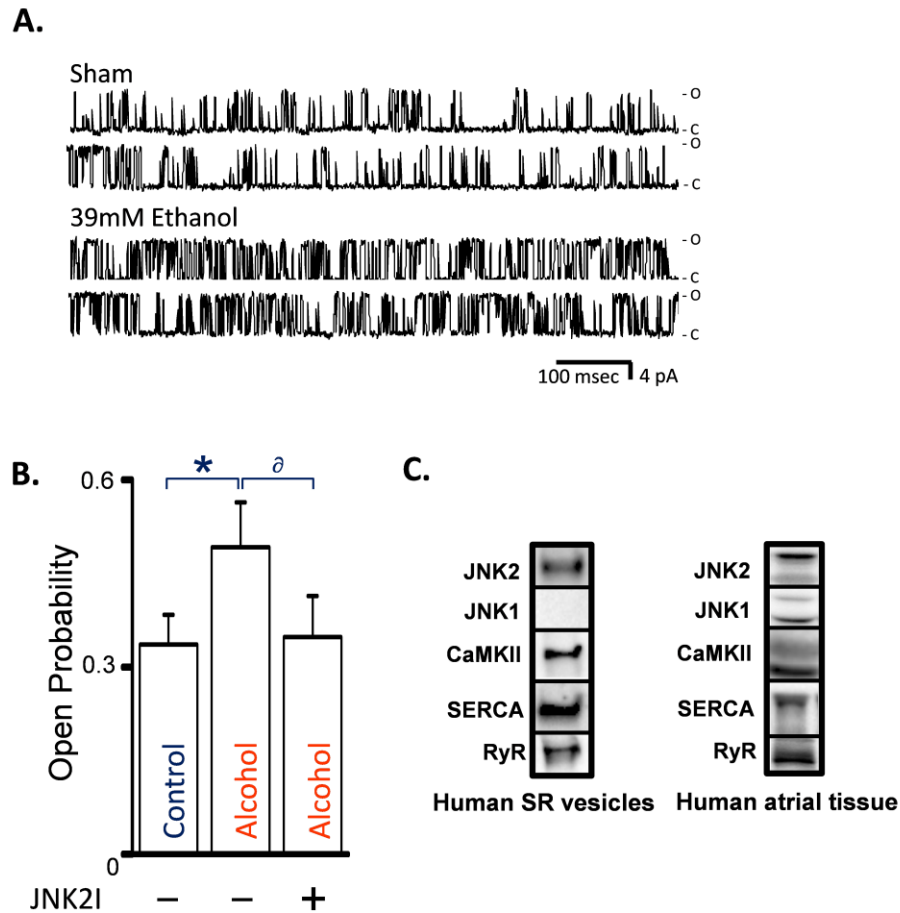 A.
Sham
- O
- C
- O
- C
39mM Ethanol
- O
- C
- O
- C
100 msec 4 pA
B.
0.6
0.3
0
Open Probability
* ∂
Control
Alcohol
Alcohol
JNK2I − − +
C.
JNK2
JNK1
CaMKII
SERCA
RyR
Human SR vesicles
JNK2
JNK1
CaMKII
SERCA
RyR
Human atrial tissue